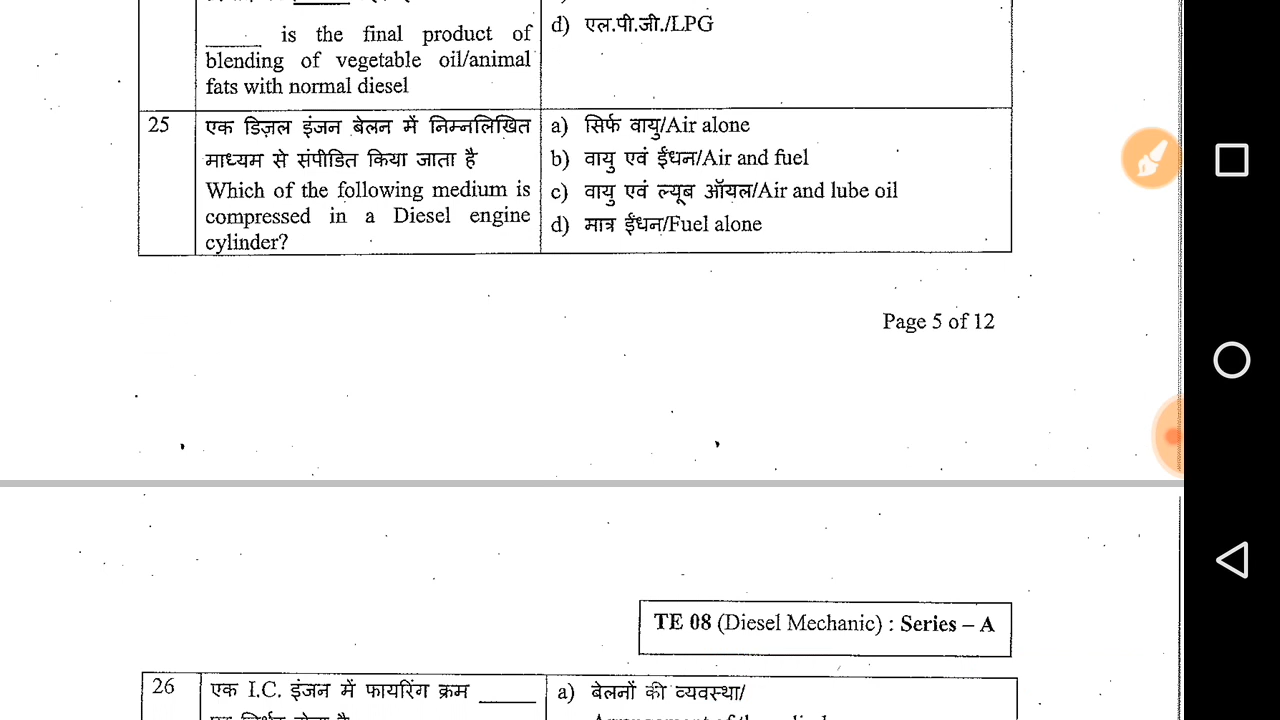 d) एल.पी.जी./LPG
_____ is the final product of
blending of vegetable oil/animal
fats with normal diesel
25
एक डिज़ल इंजन बेलन में निम्नलिखित
माध्यम से संपीडित किया जाता है
Which of the following medium is
compressed in a Diesel engine
cylinder?
a) सिर्फ वायु/Air alone
b) वायु एवं ईंधन/Air and fuel
c) वायु एवं ल्यूब ऑयल/Air and lube oil
d) मात्र ईंधन/Fuel alone
Page 5 of 12
TE 08 (Diesel Mechanic) : Series – A
26
एक I.C. इंजन में फायरिंग क्रम _____
a) बेलनों की व्यवस्था/